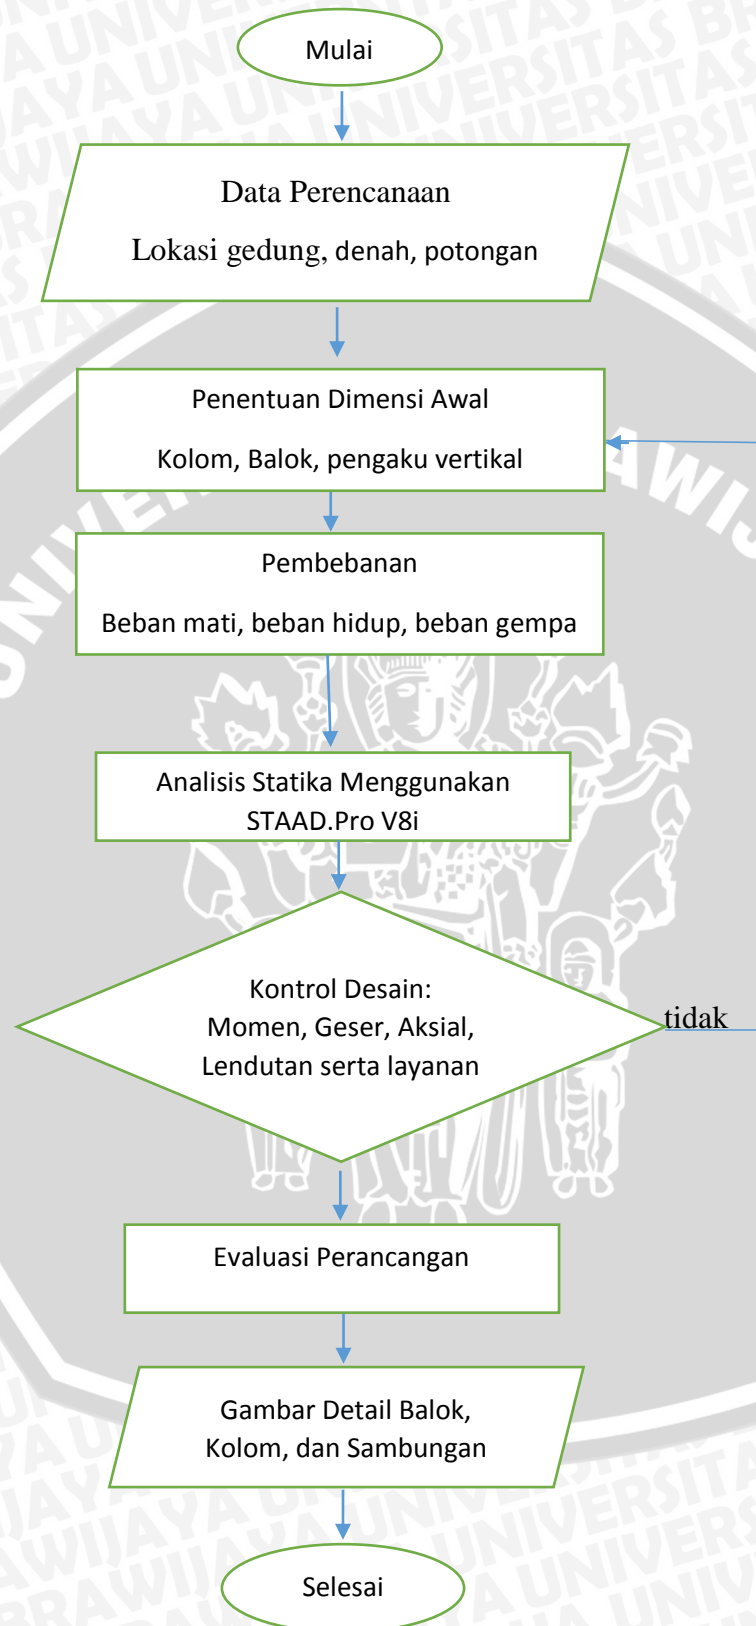 Mulai
Data Perencanaan
Lokasi gedung, denah, potongan
Penentuan Dimensi Awal
Kolom, Balok, pengaku vertikal
Pembebanan
Beban mati, beban hidup, beban gempa
Analisis Statika Menggunakan
STAAD.Pro V8i
Kontrol Desain:
Momen, Geser, Aksial,
Lendutan serta layanan
tidak
Evaluasi Perancangan
Gambar Detail Balok,
Kolom, dan Sambungan
Selesai